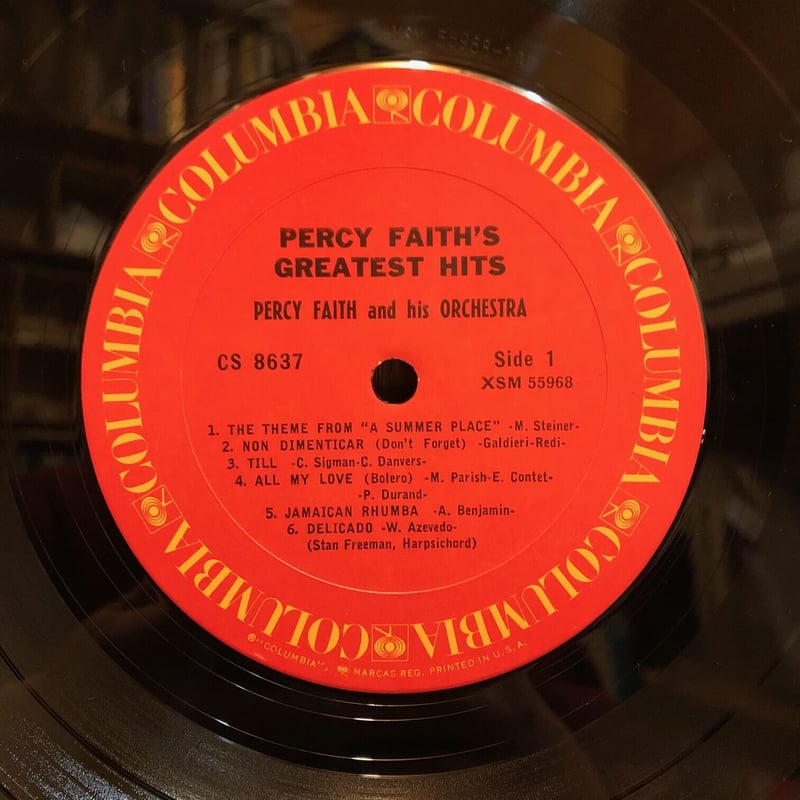 XSM 55968
COLUMBIA COLUMBIA COLUMBIA COLUMBIA COLUMBIA COLUMBIA
PERCY FAITH'S
GREATEST HITS
PERCY FAITH and his ORCHESTRA
CS 8637
Side 1
XSM 55968
1. THE THEME FROM "A SUMMER PLACE" -M. Steiner-
2. NON DIMENTICAR (Don't Forget) -Galdieri-Redi-
3. TILL -C. Sigman-C. Danvers-
4. ALL MY LOVE (Bolero) -M. Parish-E. Contet-
-P. Durand-
5. JAMAICAN RHUMBA -A. Benjamin-
6. DELICADO -W. Azevedo-
(Stan Freeman, Harpsichord)
®"COLUMBIA", MARCAS REG. PRINTED IN U.S.A.